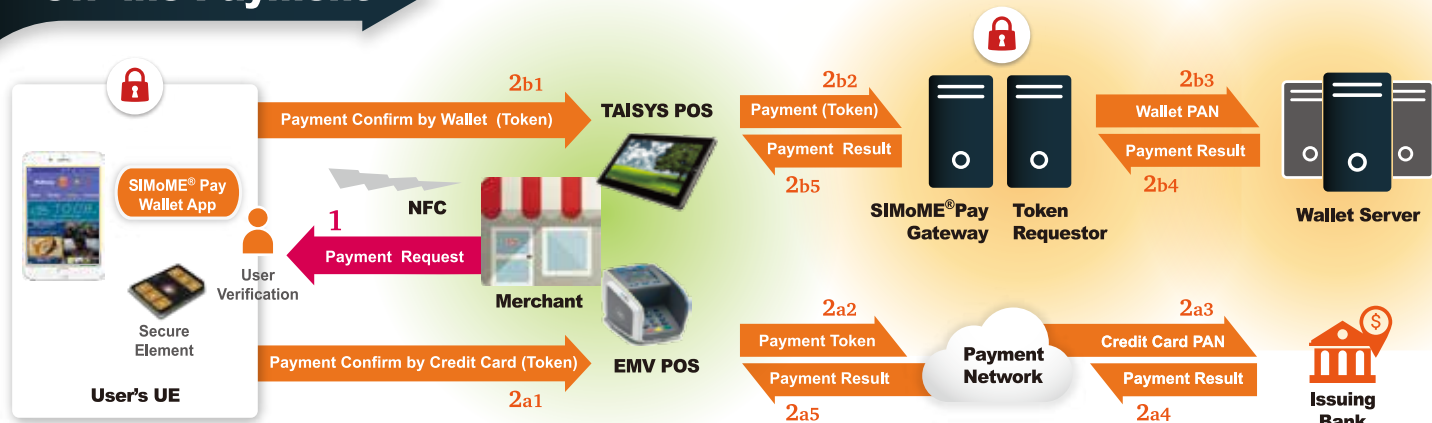 2b1
Payment Confirm by Wallet (Token)
TAISYS POS
2b2
Payment (Token)
Payment Result
2b5
SIMoME®Pay
Gateway
Token
Requestor
2b3
Wallet PAN
Payment Result
2b4
Wallet Server
SIMoME® Pay
Wallet App
User
Verification
Secure
Element
User's UE
NFC
1
Payment Request
Merchant
Payment Confirm by Credit Card (Token)
2a1
EMV POS
2a2
Payment Token
Payment Result
2a5
Payment
Network
2a3
Credit Card PAN
Payment Result
2a4
$
Issuing
Bank